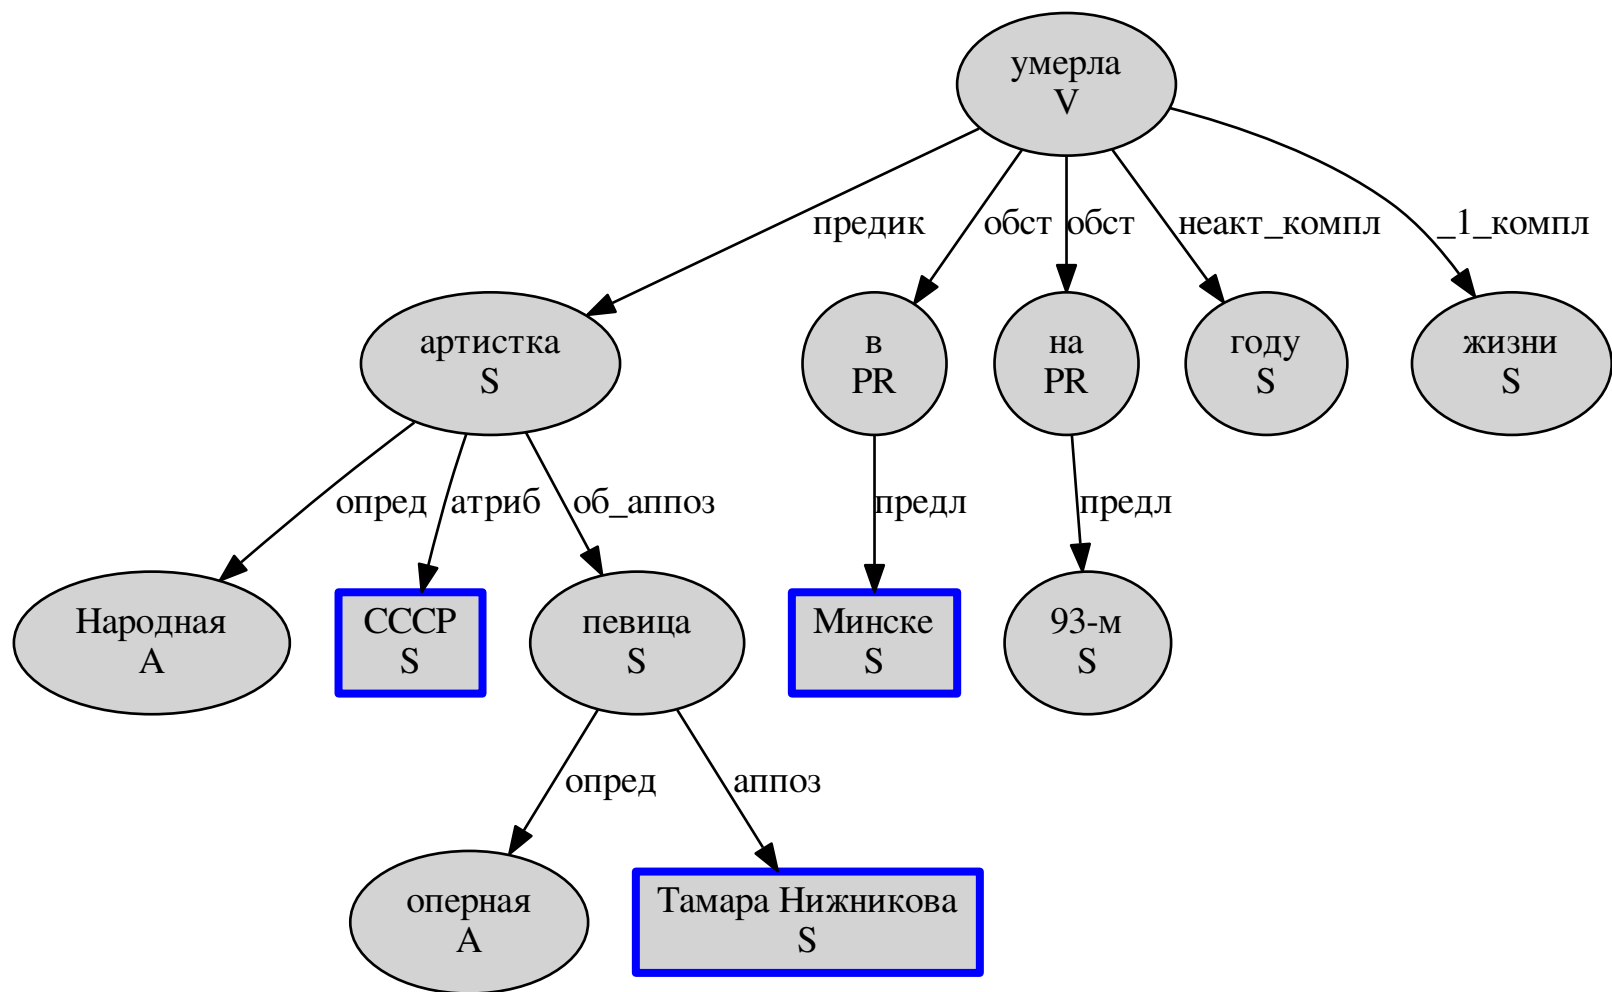 умерла
V
предик
обст
обст
неакт_компл
_1_компл
артистка
S
в
PR
на
PR
году
S
жизни
S
опред
атриб
об_аппоз
предл
предл
Народная
A
СССР
S
певица
S
Минске
S
93-м
S
опред
аппоз
оперная
A
Тамара Нижникова
S